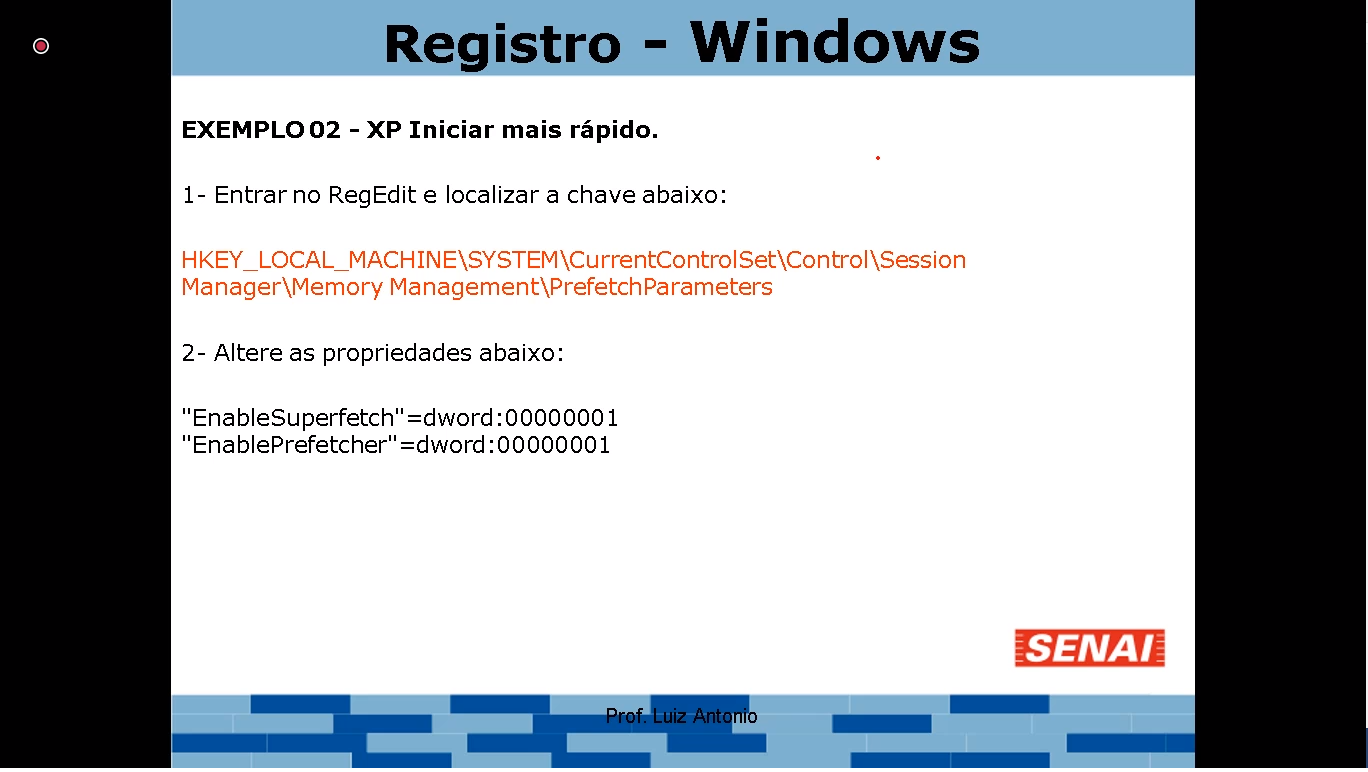 Registro - Windows
EXEMPLO 02 - XP Iniciar mais rápido.
1- Entrar no RegEdit e localizar a chave abaixo:
HKEY_LOCAL_MACHINE\SYSTEM\CurrentControlSet\Control\Session
Manager\Memory Management\PrefetchParameters
2- Altere as propriedades abaixo:
"EnableSuperfetch"=dword:00000001
"EnablePrefetcher"=dword:00000001
SENAI
Prof. Luiz Antonio